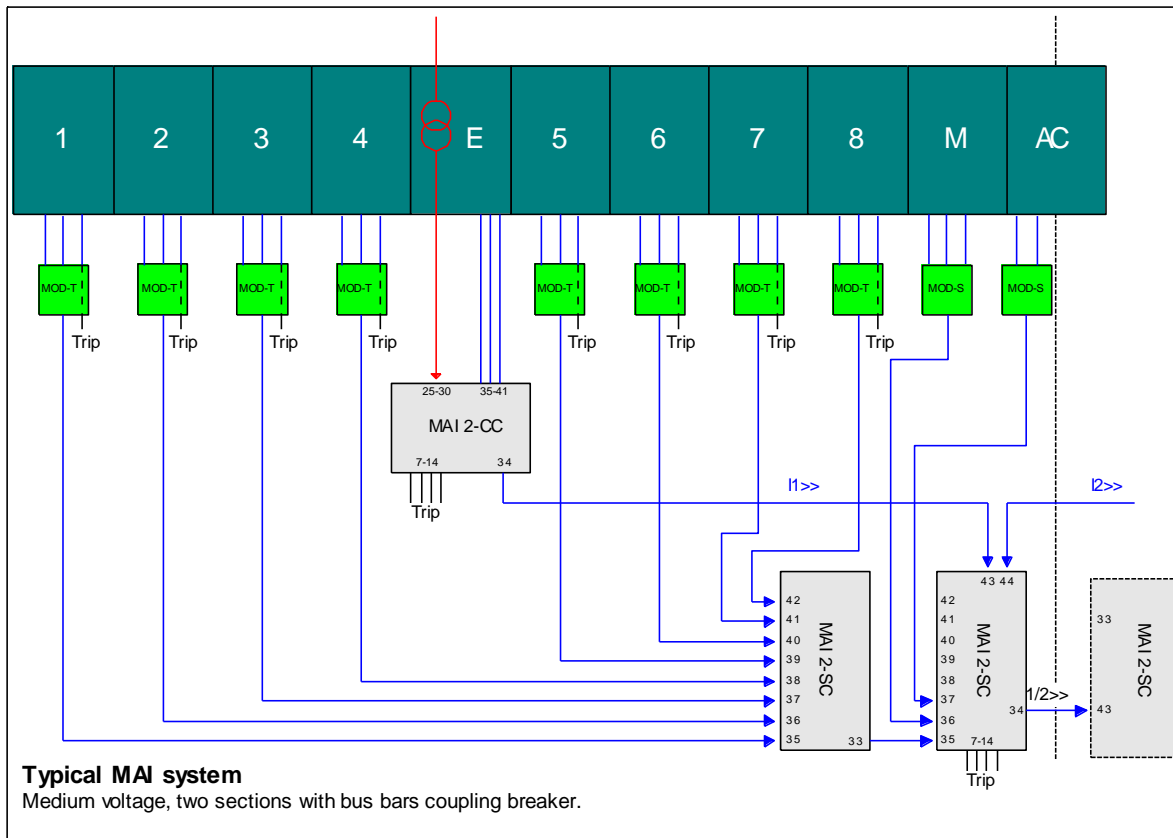 1 2 3 4 E 5 6 7 8 M AC
MOD-T MOD-T MOD-T MOD-T MOD-T MOD-T MOD-T MOD-T MOD-S MOD-S
Trip Trip Trip Trip Trip Trip Trip Trip
25-30 35-41
MAI 2-CC
7-14 34
Trip
I1>> I2>>
42
41
40
39
38
37
36
35
33
MAI 2-SC
43 44
42
41
40
39
38
37
36
35
34
7-14
MAI 2-SC
Trip
1/2>>
33
43
MAI 2-SC
Typical MAI system
Medium voltage, two sections with bus bars coupling breaker.